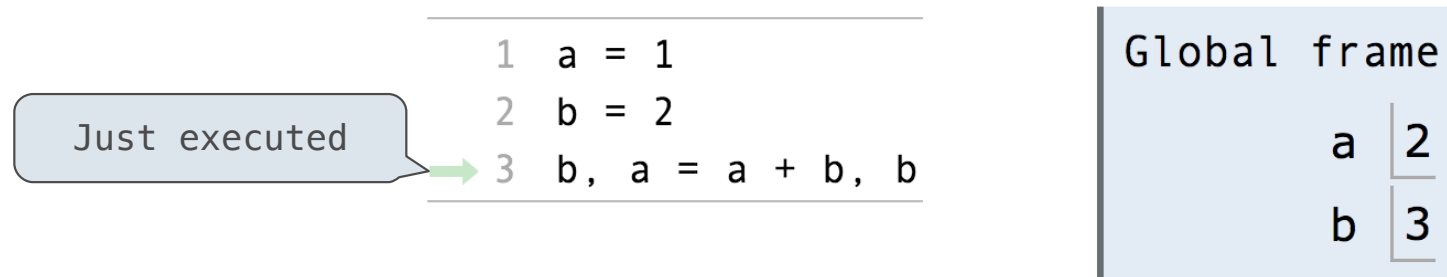 1 a = 1
2 b = 2
Just executed
3 b, a = a + b, b
Global frame
a 2
b 3